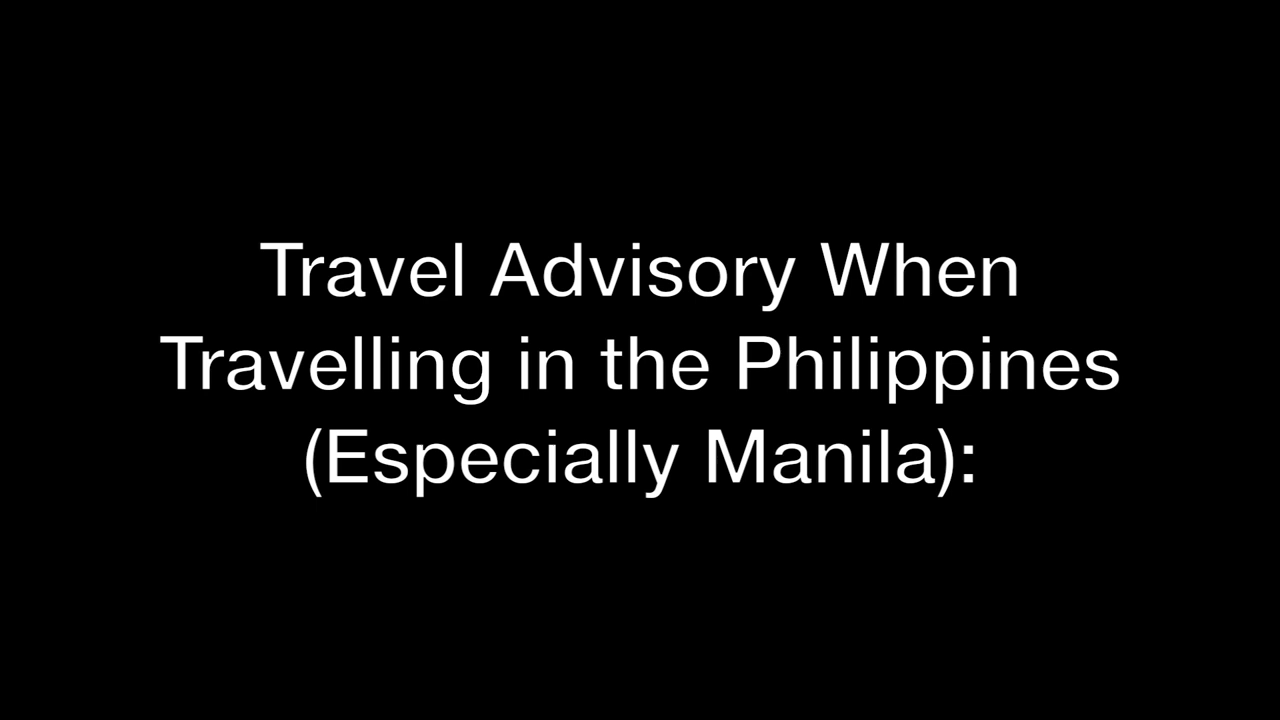 Travel Advisory When
Travelling in the Philippines
(Especially Manila):